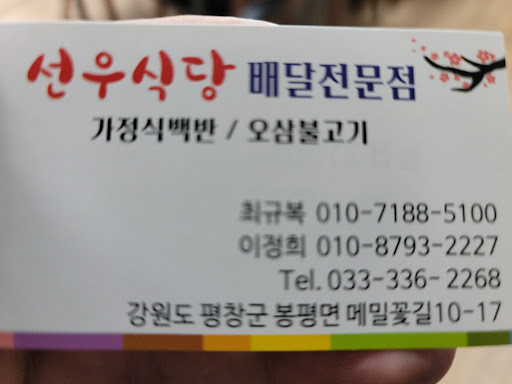 선우식당 배달전문점
가정식백반 / 오삼불고기
최규복 010-7188-5100
이정희 010-8793-2227
Tel. 033-336-2268
강원도 평창군 봉평면 메밀꽃길10-17